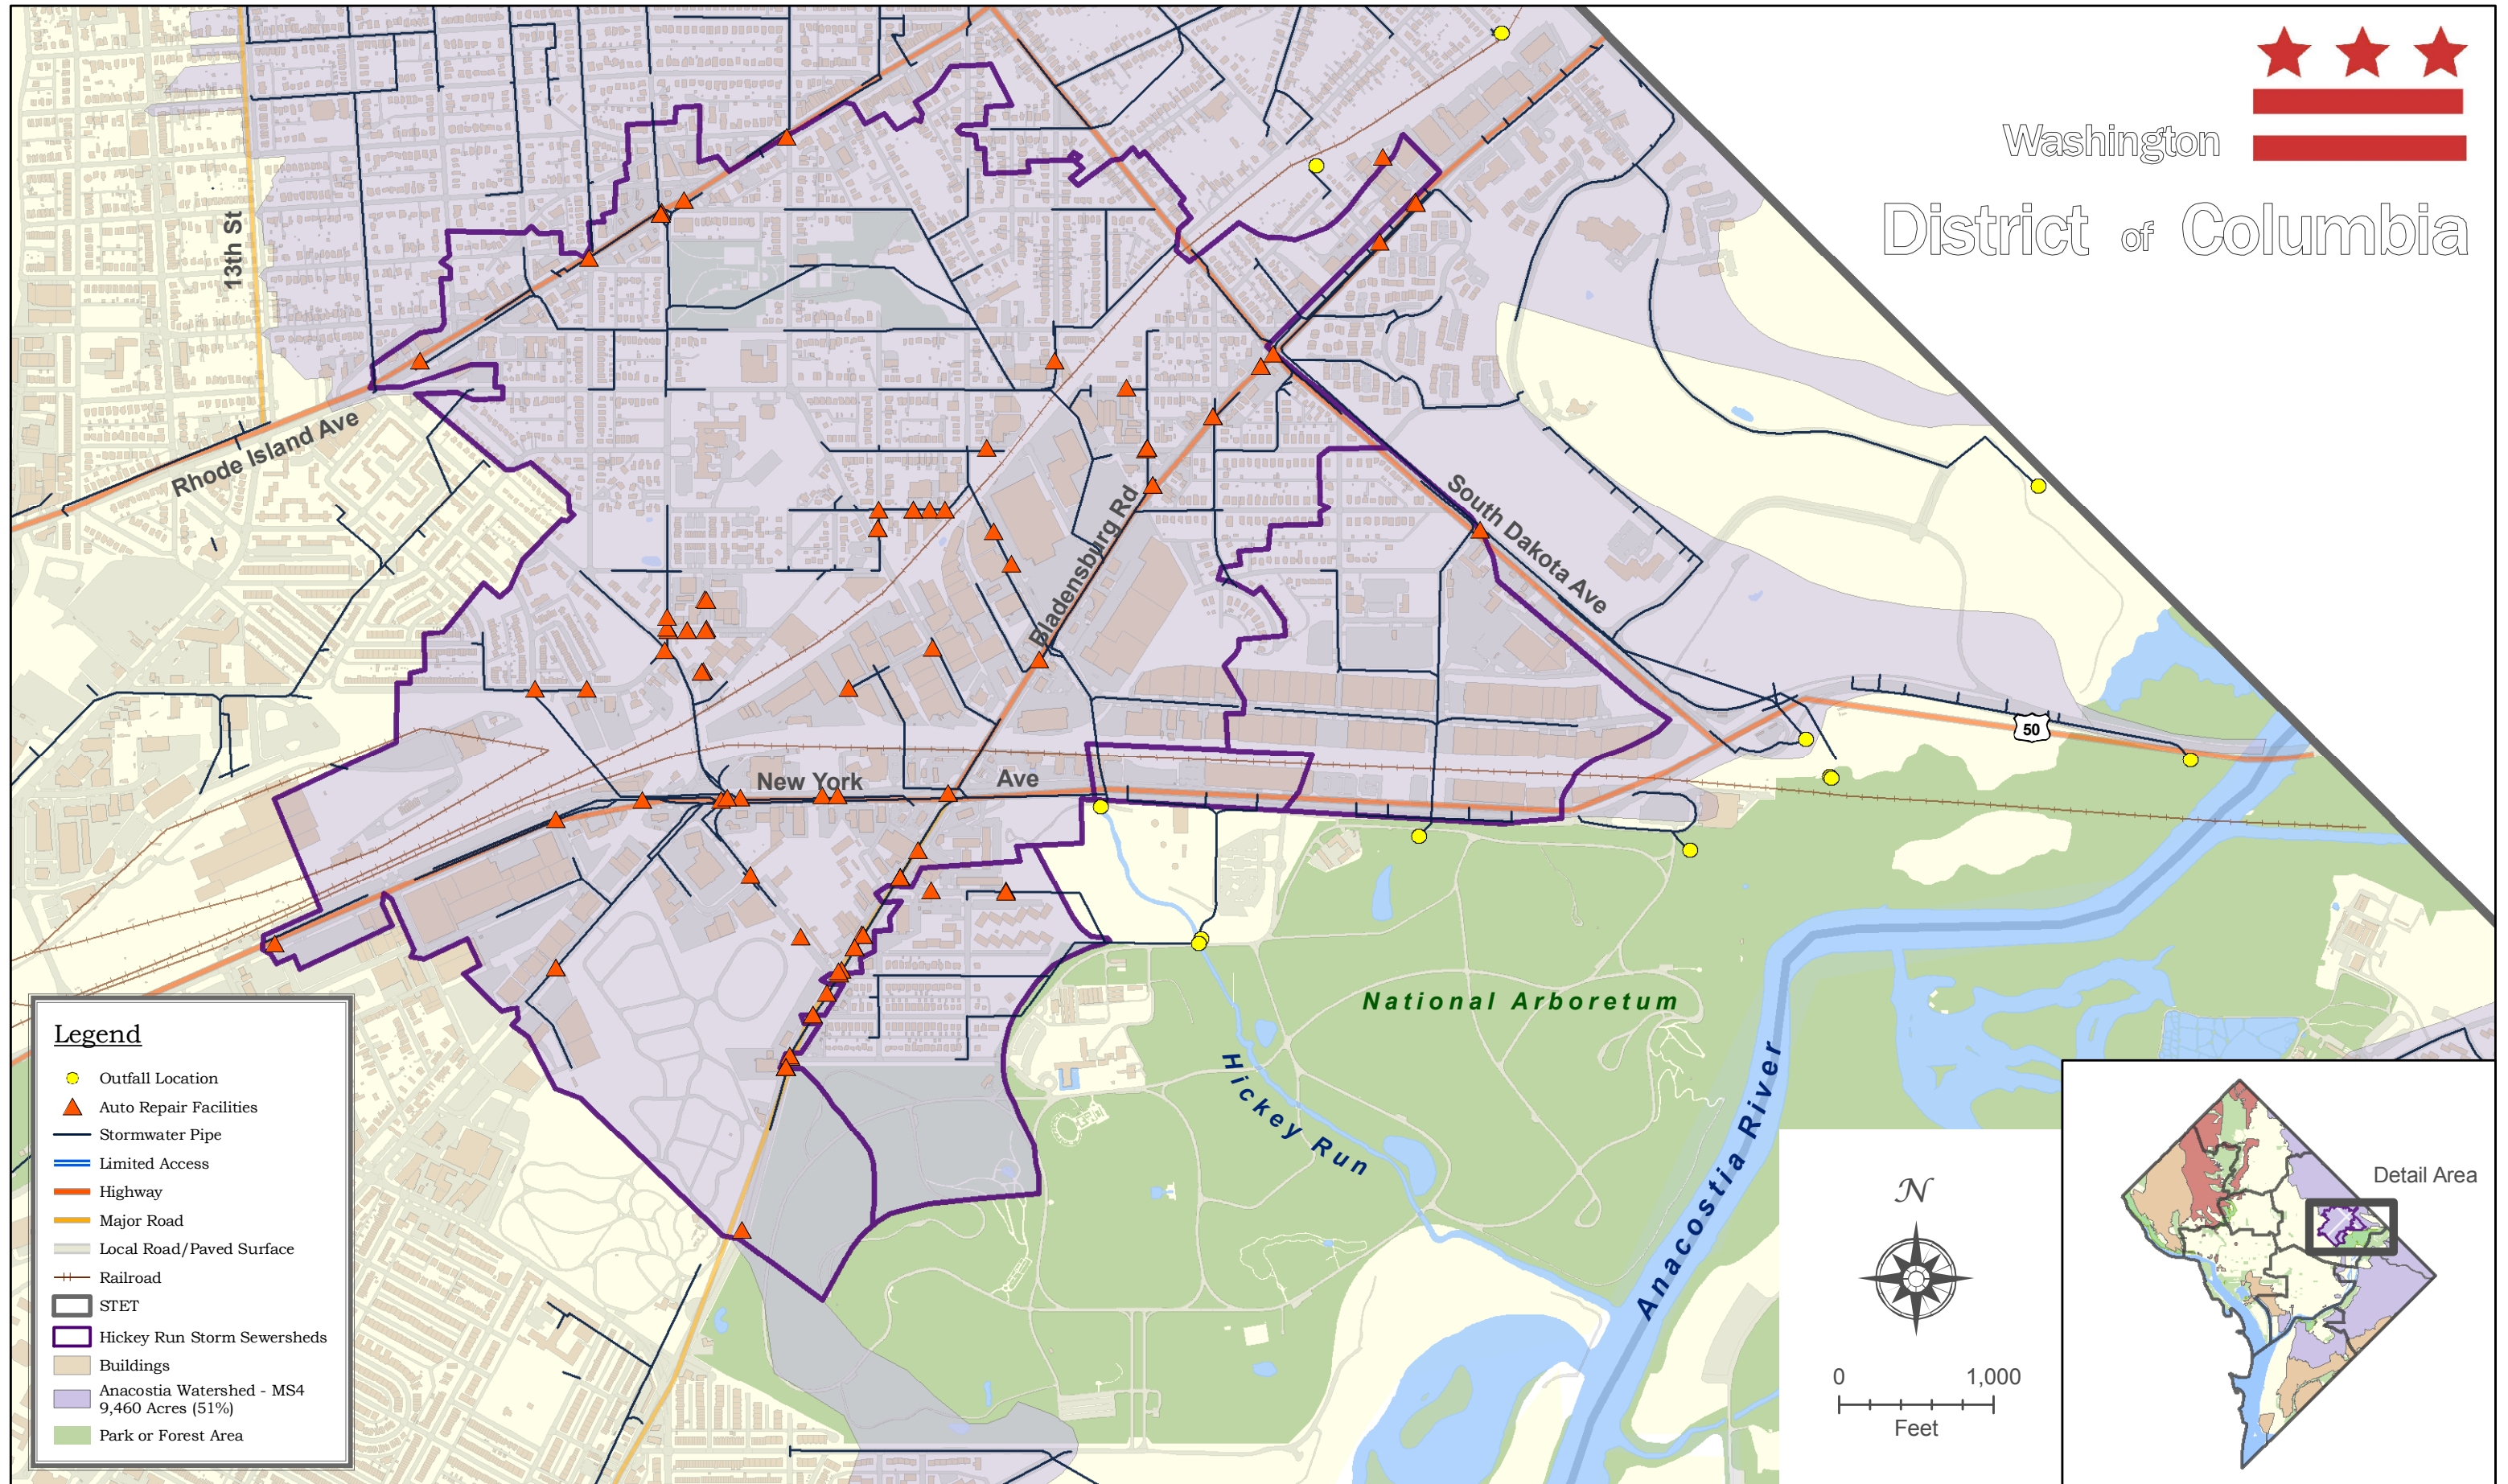 Washington
District of Columbia
13th St
Rhode Island Ave
Bladensburg Rd
South Dakota Ave
50
New York Ave
National Arboretum
Hickey Run
Anacostia River
Legend
Outfall Location
Auto Repair Facilities
Stormwater Pipe
Limited Access
Highway
Major Road
Local Road/Paved Surface
Railroad
STET
Hickey Run Storm Sewersheds
Buildings
Anacostia Watershed - MS4
9,460 Acres (51%)
Park or Forest Area
N
0 1,000
Feet
Detail Area